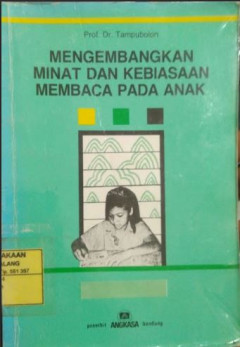 Prof. Dr. Tampubolon
MENGEMBANGKAN
MINAT DAN KEBIASAAN
MEMBACA PADA ANAK
AKAAN
LANG
penerbit ANGKASA bandung